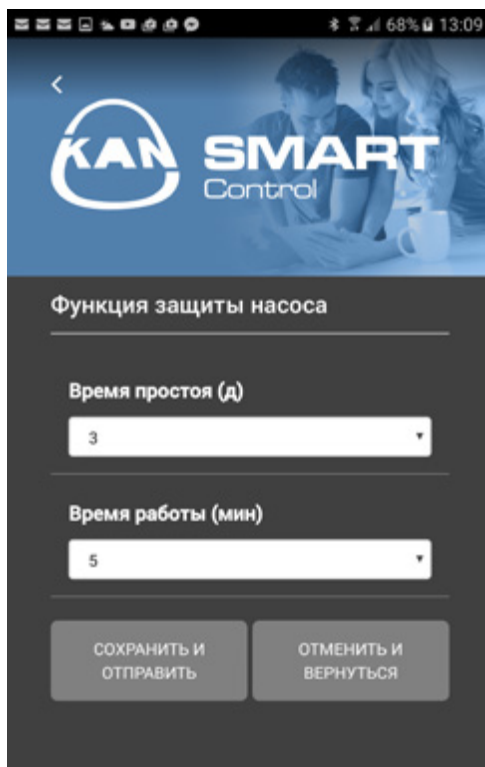 68% 13:09
KAN SMART
Control
Функция защиты насоса
Время простоя (д)
3
Время работы (мин)
5
СОХРАНИТЬ И ОТМЕНИТЬ И
ОТПРАВИТЬ ВЕРНУТЬСЯ